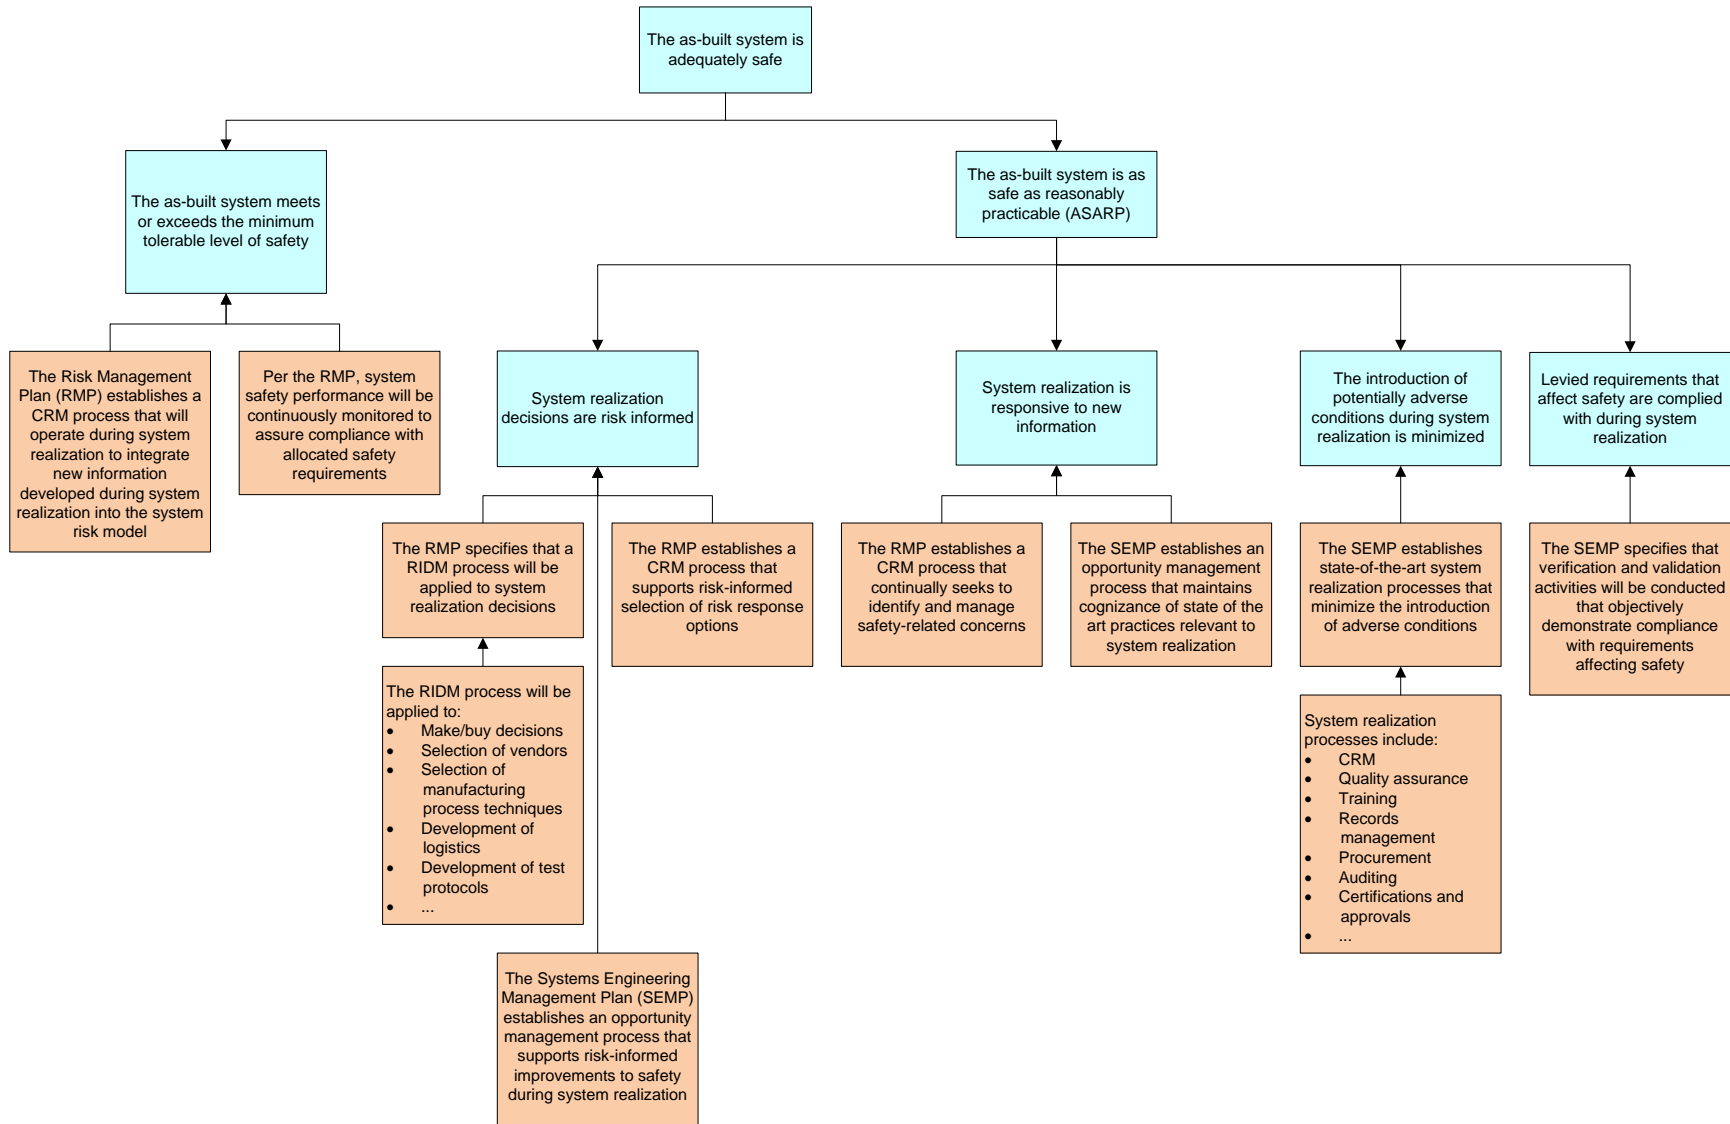 The as-built system is
adequately safe
The as-built system meets
or exceeds the minimum
tolerable level of safety
The as-built system is as
safe as reasonably
practicable (ASARP)
The Risk Management
Plan (RMP) establishes a
CRM process that will
operate during system
realization to integrate
new information
developed during system
realization into the system
risk model
Per the RMP, system
safety performance will be
continuously monitored to
assure compliance with
allocated safety
requirements
System realization
decisions are risk informed
System realization is
responsive to new
information
The introduction of
potentially adverse
conditions during system
realization is minimized
Levied requirements that
affect safety are complied
with during system
realization
The RMP specifies that a
RIDM process will be
applied to system
realization decisions
The RMP establishes a
CRM process that
supports risk-informed
selection of risk response
options
The RMP establishes a
CRM process that
continually seeks to
identify and manage
safety-related concerns
The SEMP establishes an
opportunity management
process that maintains
cognizance of state of the
art practices relevant to
system realization
The SEMP establishes
state-of-the-art system
realization processes that
minimize the introduction
of adverse conditions
The SEMP specifies that
verification and validation
activities will be conducted
that objectively
demonstrate compliance
with requirements
affecting safety
The RIDM process will be
applied to:
• Make/buy decisions
• Selection of vendors
• Selection of
manufacturing
process techniques
• Development of
logistics
• Development of test
protocols
• ...
System realization
processes include:
• CRM
• Quality assurance
• Training
• Records
management
• Procurement
• Auditing
• Certifications and
approvals
• ...
The Systems Engineering
Management Plan (SEMP)
establishes an opportunity
management process that
supports risk-informed
improvements to safety
during system realization